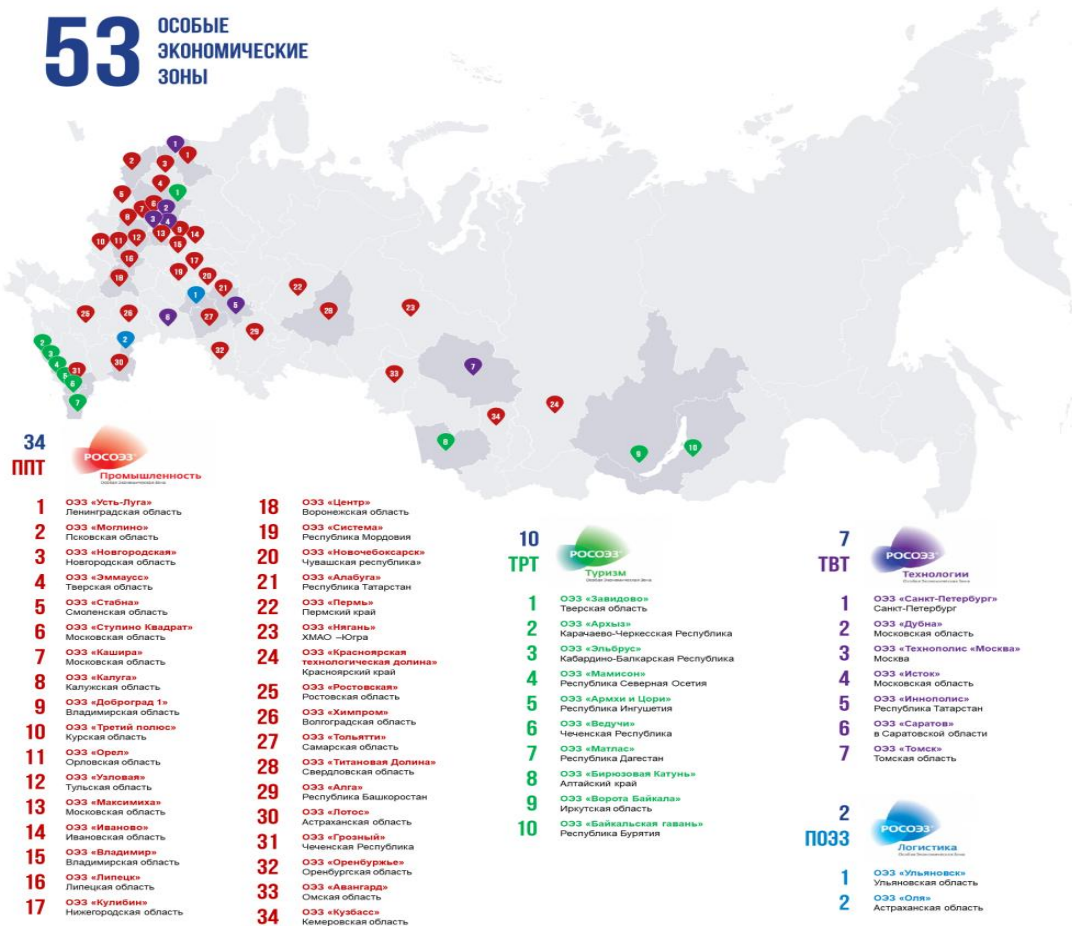 53 ОСОБЫЕ
ЭКОНОМИЧЕСКИЕ
ЗОНЫ
34
ППТ
РОСОЭЗ
Промышленность
Особая Экономическая Зона
1 ОЭЗ «Усть-Луга»
Ленинградская область
2 ОЭЗ «Моглино»
Псковская область
3 ОЭЗ «Новгородская»
Новгородская область
4 ОЭЗ «Эммаусс»
Тверская область
5 ОЭЗ «Стабна»
Смоленская область
6 ОЭЗ «Ступино Квадрат»
Московская область
7 ОЭЗ «Кашира»
Московская область
8 ОЭЗ «Калуга»
Калужская область
9 ОЭЗ «Доброград 1»
Владимирская область
10 ОЭЗ «Третий полюс»
Курская область
11 ОЭЗ «Орел»
Орловская область
12 ОЭЗ «Узловая»
Тульская область
13 ОЭЗ «Максимиха»
Московская область
14 ОЭЗ «Иваново»
Ивановская область
15 ОЭЗ «Владимир»
Владимирская область
16 ОЭЗ «Липецк»
Липецкая область
17 ОЭЗ «Кулибин»
Нижегородская область
18 ОЭЗ «Центр»
Воронежская область
19 ОЭЗ «Система»
Республика Мордовия
20 ОЭЗ «Новочебоксарск»
Чувашская республика»
21 ОЭЗ «Алабуга»
Республика Татарстан
22 ОЭЗ «Пермь»
Пермский край
23 ОЭЗ «Нягань»
ХМАО –Югра
24 ОЭЗ «Красноярская
технологическая долина»
Красноярский край
25 ОЭЗ «Ростовская»
Ростовская область
26 ОЭЗ «Химпром»
Волгоградская область
27 ОЭЗ «Тольятти»
Самарская область
28 ОЭЗ «Титановая Долина»
Свердловская область
29 ОЭЗ «Алга»
Республика Башкоростан
30 ОЭЗ «Лотос»
Астраханская область
31 ОЭЗ «Грозный»
Чеченская Республика
32 ОЭЗ «Оренбуржье»
Оренбургская область
33 ОЭЗ «Авангард»
Омская область
34 ОЭЗ «Кузбасс»
Кемеровская область
10
ТРТ
РОСОЭЗ
Туризм
Особая Экономическая Зона
1 ОЭЗ «Завидово»
Тверская область
2 ОЭЗ «Архыз»
Карачаево-Черкесская Республика
3 ОЭЗ «Эльбрус»
Кабардино-Балкарская Республика
4 ОЭЗ «Мамисон»
Республика Северная Осетия
5 ОЭЗ «Армхи и Цори»
Республика Ингушетия
6 ОЭЗ «Ведучи»
Чеченская Республика
7 ОЭЗ «Матлас»
Республика Дагестан
8 ОЭЗ «Бирюзовая Катунь»
Алтайский край
9 ОЭЗ «Ворота Байкала»
Иркутская область
10 ОЭЗ «Байкальская гавань»
Республика Бурятия
7
ТВТ
РОСОЭЗ
Технологии
Особая Экономическая Зона
1 ОЭЗ «Санкт-Петербург»
Санкт-Петербург
2 ОЭЗ «Дубна»
Московская область
3 ОЭЗ «Технополис «Москва»
Москва
4 ОЭЗ «Исток»
Московская область
5 ОЭЗ «Иннополис»
Республика Татарстан
6 ОЭЗ «Саратов»
в Саратовской области
7 ОЭЗ «Томск»
Томская область
2
ПОЭЗ
РОСОЭЗ
Логистика
Особая Экономическая Зона
1 ОЭЗ «Ульяновск»
Ульяновская область
2 ОЭЗ «Оля»
Астраханская область